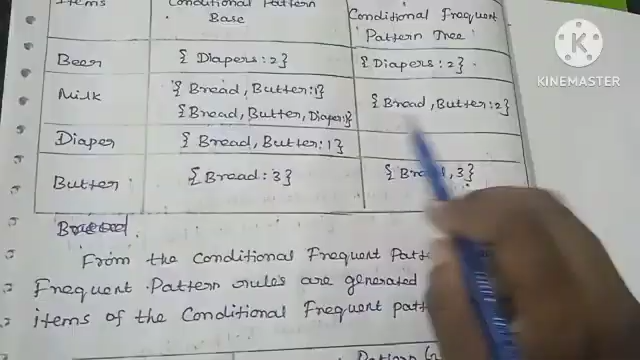 Items Conditional Pattern Base Conditional Frequent Pattern Tree
Beer { Diapers : 2 } { Diapers : 2 }
Milk { Bread, Butter : 1 } { Bread, Butter : 2 }
{ Bread, Butter, Diaper : 1 }
Diaper { Bread, Butter : 1 }
Butter { Bread : 3 } 3 }
From the Conditional Frequent
Frequent Pattern rules are generated
items of the Conditional Frequent
KINEMASTER